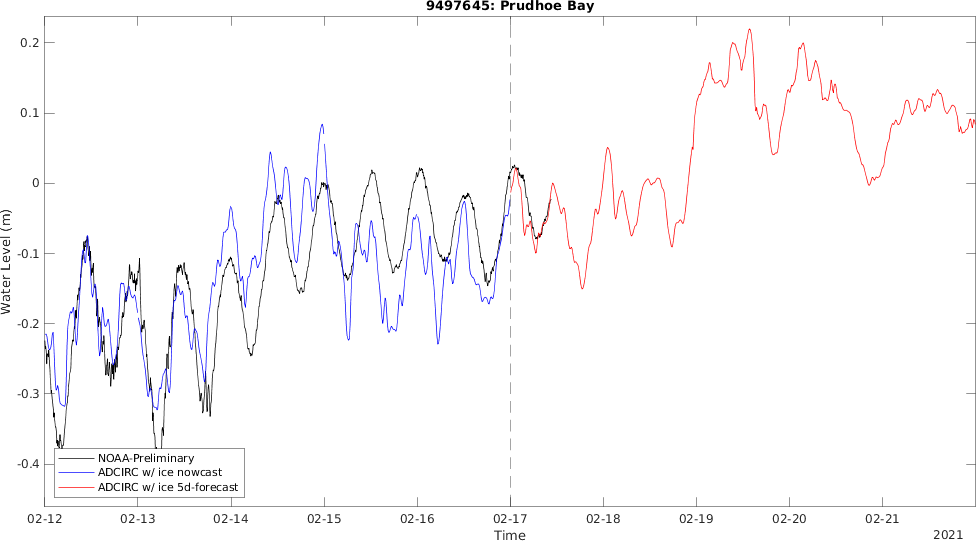 9497645: Prudhoe Bay
0.2
0.1
0
-0.1
-0.2
-0.3
-0.4
Water Level (m)
NOAA-Preliminary
ADCIRC w/ ice nowcast
ADCIRC w/ ice 5d-forecast
02-12 02-13 02-14 02-15 02-16 02-17 02-18 02-19 02-20 02-21
Time
2021